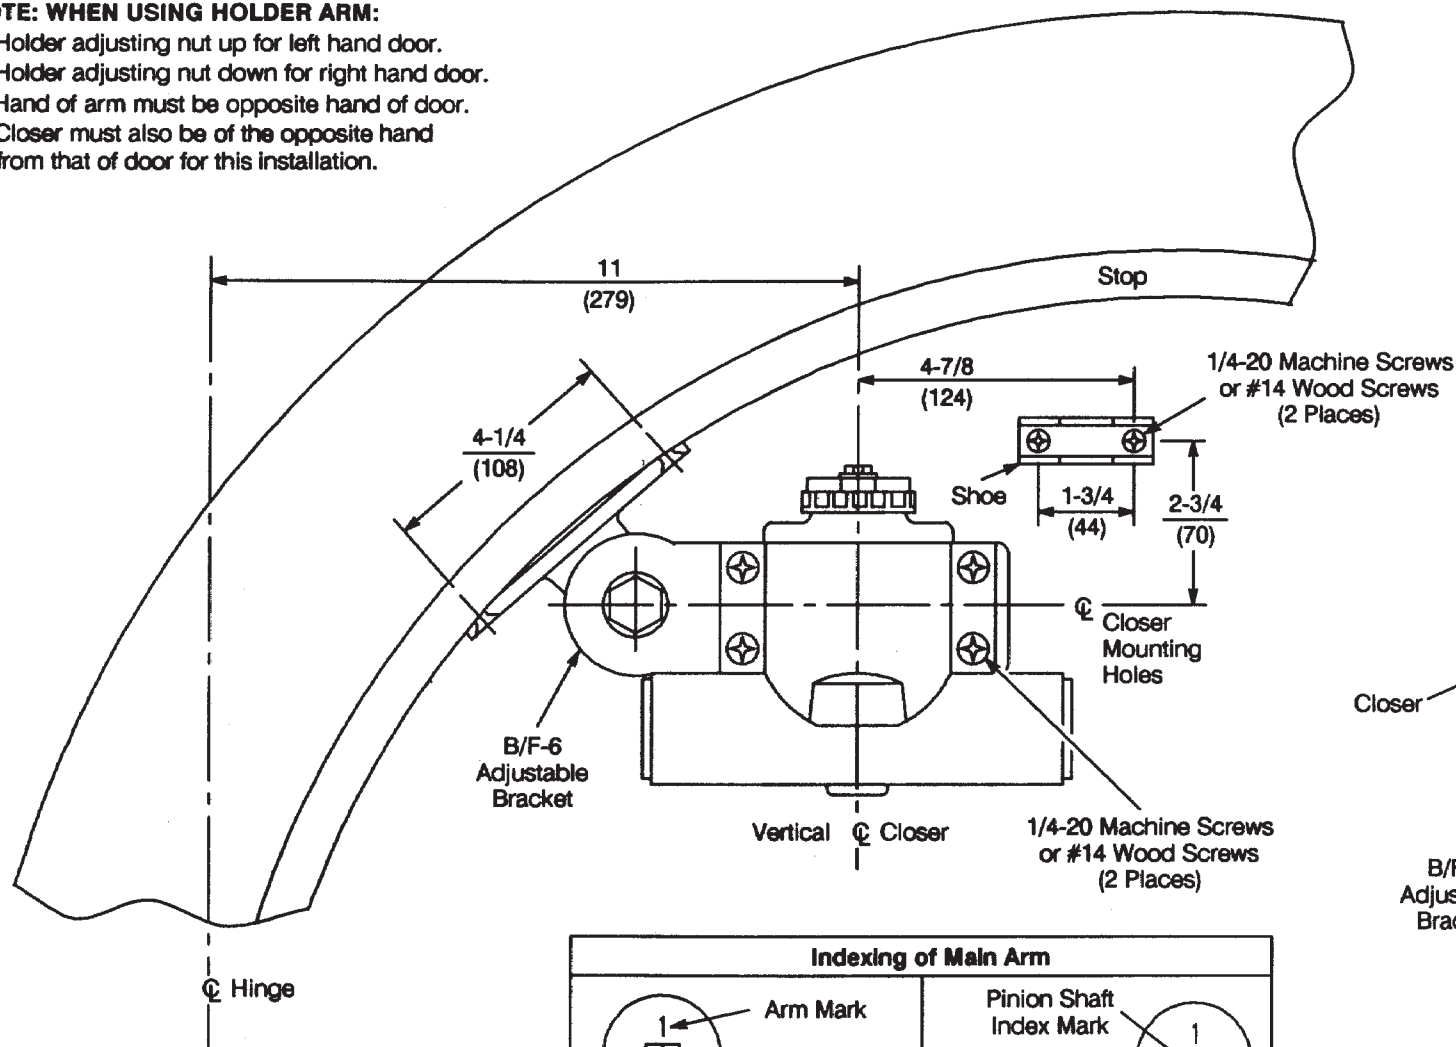 OTE: WHEN USING HOLDER ARM:
Holder adjusting nut up for left hand door.
Holder adjusting nut down for right hand door.
Hand of arm must be opposite hand of door.
Closer must also be of the opposite hand
from that of door for this installation.
11
(279)
Stop
4-7/8
(124)
1/4-20 Machine Screws
or #14 Wood Screws
(2 Places)
4-1/4
(108)
Shoe
1-3/4
(44)
2-3/4
(70)
℄ Closer
Mounting
Holes
Closer
B/F-6
Adjustable
Bracket
Vertical ℄ Closer
1/4-20 Machine Screws
or #14 Wood Screws
(2 Places)
B/F
Adjus
Brac
℄ Hinge
Indexing of Main Arm
1
Arm Mark
Pinion Shaft
Index Mark
1